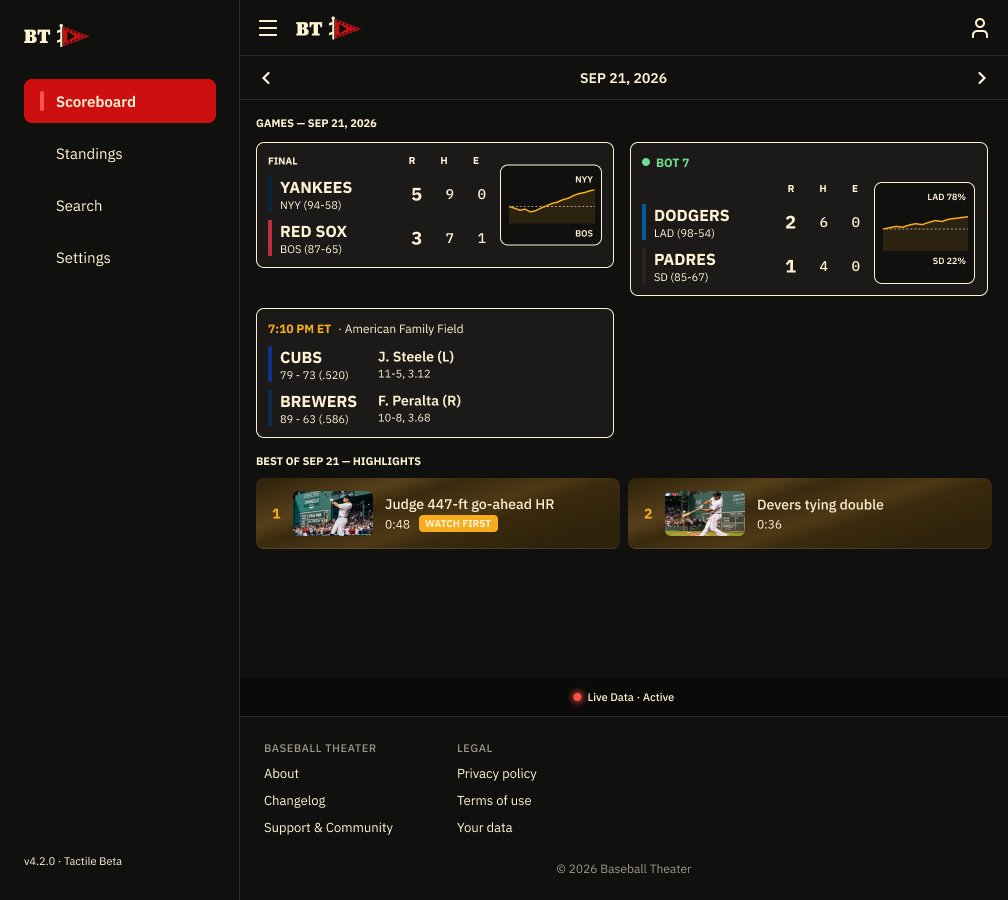 BT
Scoreboard
Standings
Search
Settings
v4.2.0 · Tactile Beta
BT
SEP 21, 2026
GAMES — SEP 21, 2026
FINAL R H E
YANKEES 5 9 0
NYY (94-58)
RED SOX 3 7 1
BOS (87-65)
NYY
BOS
BOT 7
R H E
DODGERS 2 6 0
LAD (98-54)
PADRES 1 4 0
SD (85-67)
LAD 78%
SD 22%
7:10 PM ET · American Family Field
CUBS J. Steele (L)
79 - 73 (.520) 11-5, 3.12
BREWERS F. Peralta (R)
89 - 63 (.586) 10-8, 3.68
BEST OF SEP 21 — HIGHLIGHTS
1
Judge 447-ft go-ahead HR
0:48 WATCH FIRST
2
Devers tying double
0:36
Live Data · Active
BASEBALL THEATER
About
Changelog
Support & Community
LEGAL
Privacy policy
Terms of use
Your data
© 2026 Baseball Theater